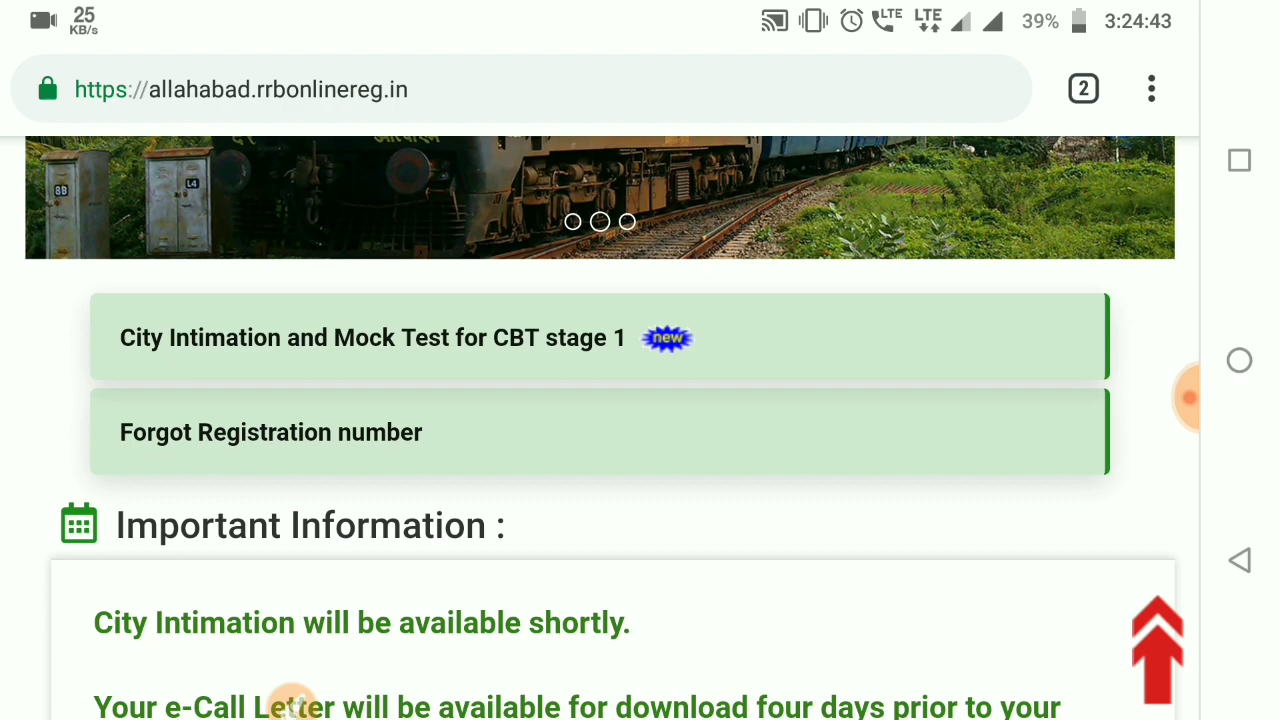 25
KB/s
LTE
LTE
39%
3:24:43
https://allahabad.rrbonlinereg.in
2
BB
L4
City Intimation and Mock Test for CBT stage 1 new
Forgot Registration number
Important Information :
City Intimation will be available shortly.
Your e-Call Letter will be available for download four days prior to your